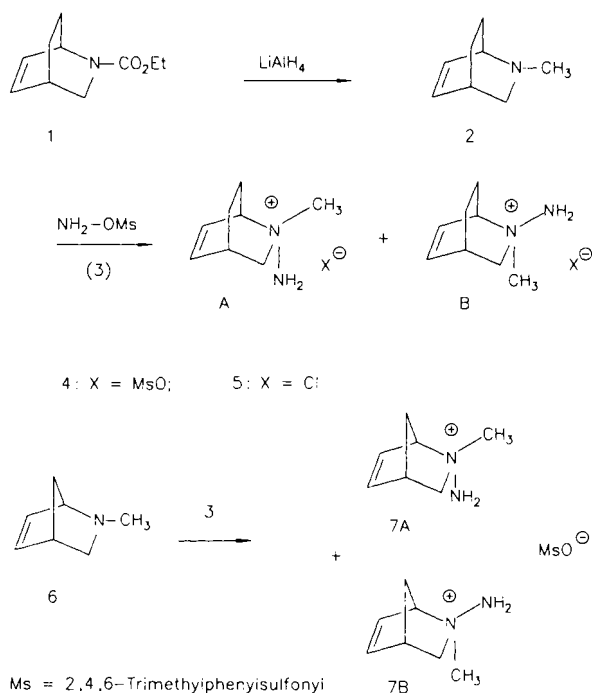 N—CO₂Et
LiAlH₄
N—CH₃
1
2
NH₂—OMs
(3)
⊕
N
CH₃
NH₂
X⊖
A
+
⊕
N
NH₂
CH₃
X⊖
B
4: X = MsO; 5: X = Cl
N—CH₃
6
3
⊕
N
CH₃
NH₂
7A
+
MsO⊖
⊕
N
NH₂
CH₃
7B
Ms = 2,4,6-Trimethylphenylsulfonyl